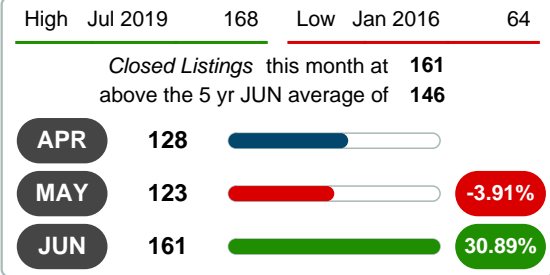 High Jul 2019 168 Low Jan 2016 64
Closed Listings this month at 161
above the 5 yr JUN average of 146
APR 128
MAY 123 -3.91%
JUN 161 30.89%